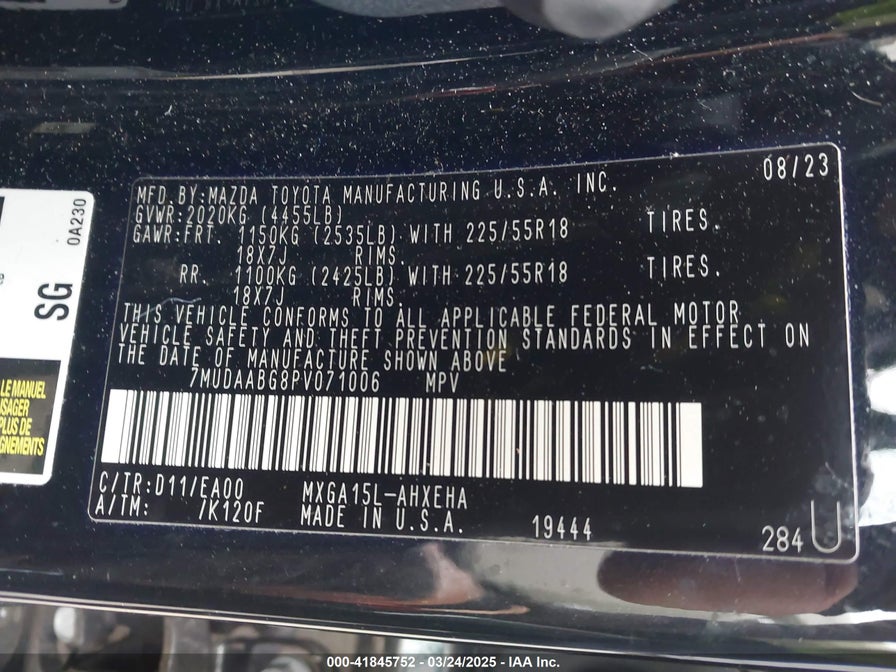 08/23
MFD.BY:MAZDA TOYOTA MANUFACTURING U.S.A. INC.
GVWR:2020KG (4455LB)
GAWR:FRT. 1150KG (2535LB) WITH 225/55R18 TIRES.
18X7J RIMS.
RR. 1100KG (2425LB) WITH 225/55R18 TIRES.
18X7J RIMS.
THIS VEHICLE CONFORMS TO ALL APPLICABLE FEDERAL MOTOR
VEHICLE SAFETY AND THEFT PREVENTION STANDARDS IN EFFECT ON
THE DATE OF MANUFACTURE SHOWN ABOVE
7MUDAABG8PV071006 MPV
C/TR:D11/EA00 MXGA15L-AHXEHA
A/TM: /K120F MADE IN U.S.A. 19444
284 U
0A230
SG
LE MANUEL
USAGER
PLUS DE
GNEMENTS
000-41845752 - 03/24/2025 - IAA Inc.